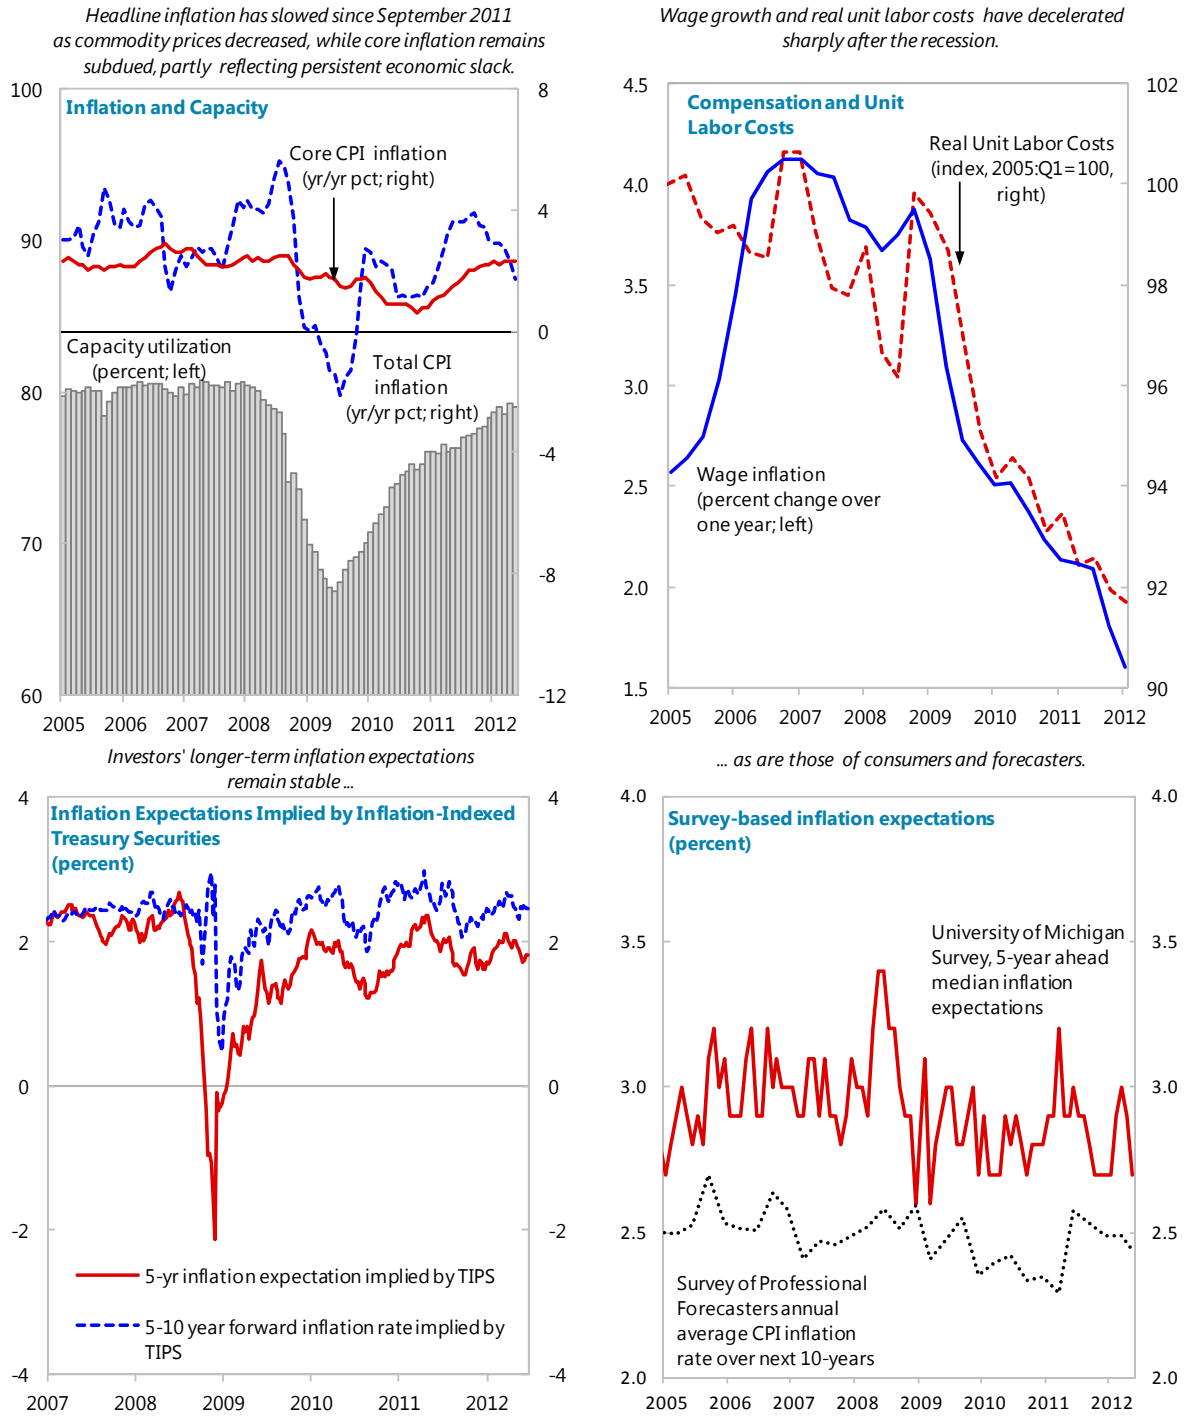 Headline inflation has slowed since September 2011
as commodity prices decreased, while core inflation remains
subdued, partly reflecting persistent economic slack.
100
8
Inflation and Capacity
Core CPI inflation
(yr/yr pct; right)
4
90
0
Capacity utilization
(percent; left)
Total CPI
inflation
(yr/yr pct; right)
80
-4
70
-8
60
-12
2005 2006 2007 2008 2009 2010 2011 2012
Wage growth and real unit labor costs have decelerated
sharply after the recession.
4.5
102
Compensation and Unit
Labor Costs
Real Unit Labor Costs
(index, 2005:Q1=100,
right)
4.0
100
3.5
98
3.0
96
Wage inflation
(percent change over
one year; left)
2.5
94
2.0
92
1.5
90
2005 2006 2007 2008 2009 2010 2011 2012
Investors' longer-term inflation expectations
remain stable ...
4
4
Inflation Expectations Implied by Inflation-Indexed
Treasury Securities
(percent)
2
2
0
0
-2
-2
5-yr inflation expectation implied by TIPS
5-10 year forward inflation rate implied by
TIPS
-4
-4
2007 2008 2009 2010 2011 2012
... as are those of consumers and forecasters.
4.0
4.0
Survey-based inflation expectations
(percent)
University of Michigan
Survey, 5-year ahead
median inflation
expectations
3.5
3.5
3.0
3.0
2.5
2.5
Survey of Professional
Forecasters annual
average CPI inflation
rate over next 10-years
2.0
2.0
2005 2006 2007 2008 2009 2010 2011 2012